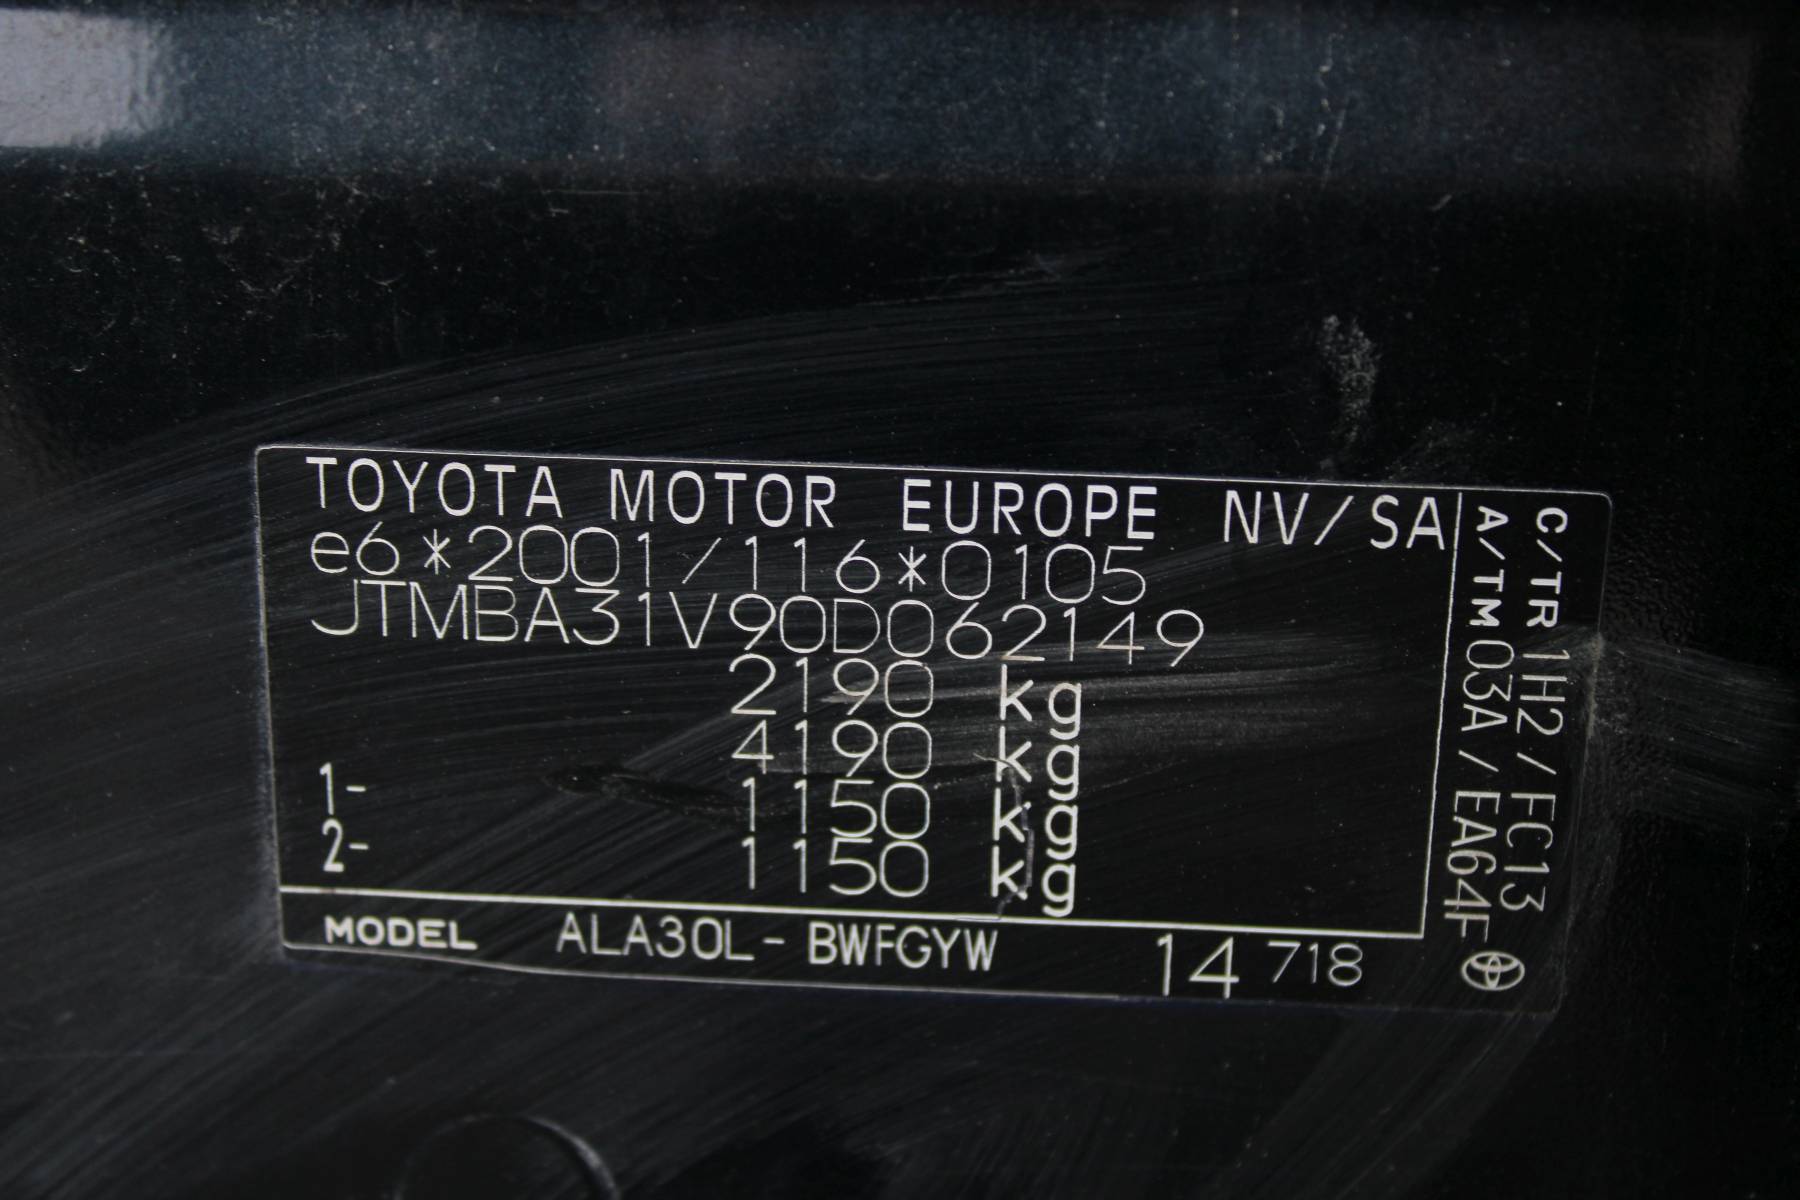 TOYOTA MOTOR EUROPE NV/SA
e6*2001/116*0105
JTMBA31V90D062149
2190 kg
4190 kg
1- 1150 kg
2- 1150 kg
MODEL ALA30L-BWFGYW 14 718
C/TR 1H2/FC13
A/TM 03A/EA64F